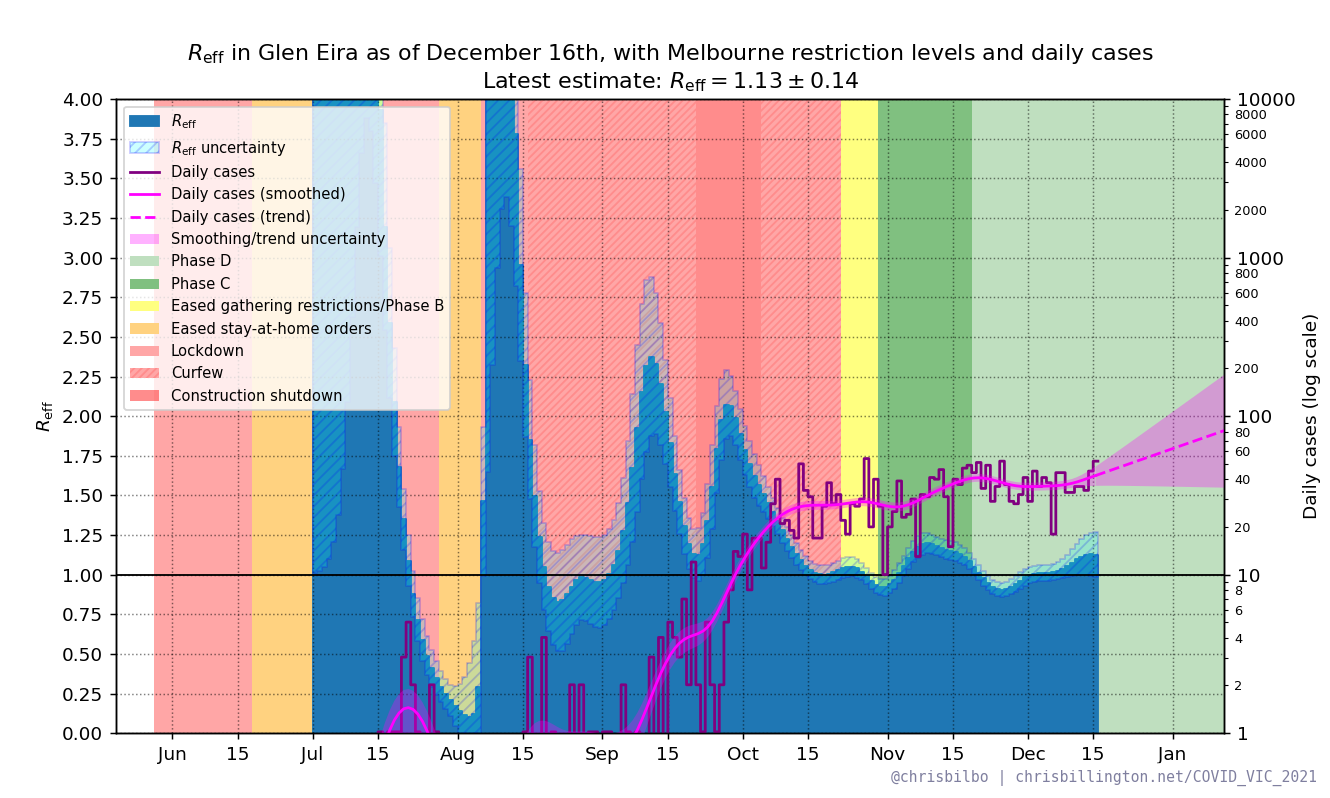 Reff in Glen Eira as of December 16th, with Melbourne restriction levels and daily cases
Latest estimate: Reff = 1.13 ± 0.14
4.00
3.75
3.50
3.25
3.00
2.75
2.50
2.25
2.00
1.75
1.50
1.25
1.00
0.75
0.50
0.25
0.00
Reff
Reff
Reff uncertainty
Daily cases
Daily cases (smoothed)
Daily cases (trend)
Smoothing/trend uncertainty
Phase D
Phase C
Eased gathering restrictions/Phase B
Eased stay-at-home orders
Lockdown
Curfew
Construction shutdown
10000
8000
6000
4000
2000
1000
800
600
400
200
100
80
60
40
20
10
8
6
4
2
1
Daily cases (log scale)
Jun 15 Jul 15 Aug 15 Sep 15 Oct 15 Nov 15 Dec 15 Jan
@chrisbilbo | chrisbillington.net/COVID_VIC_2021